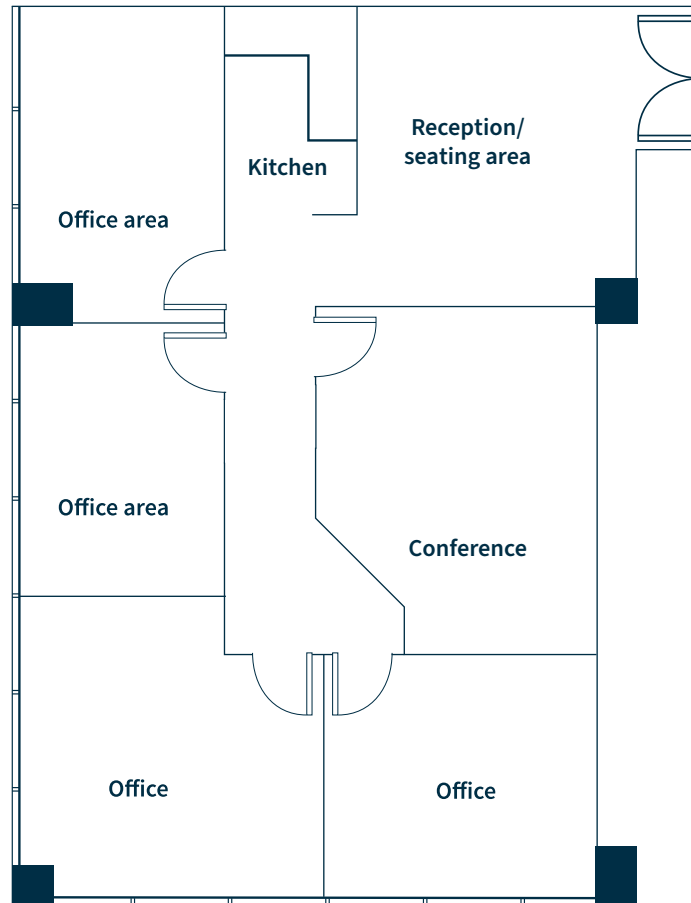 Reception/
seating area
Kitchen
Office area
Office area
Conference
Office
Office